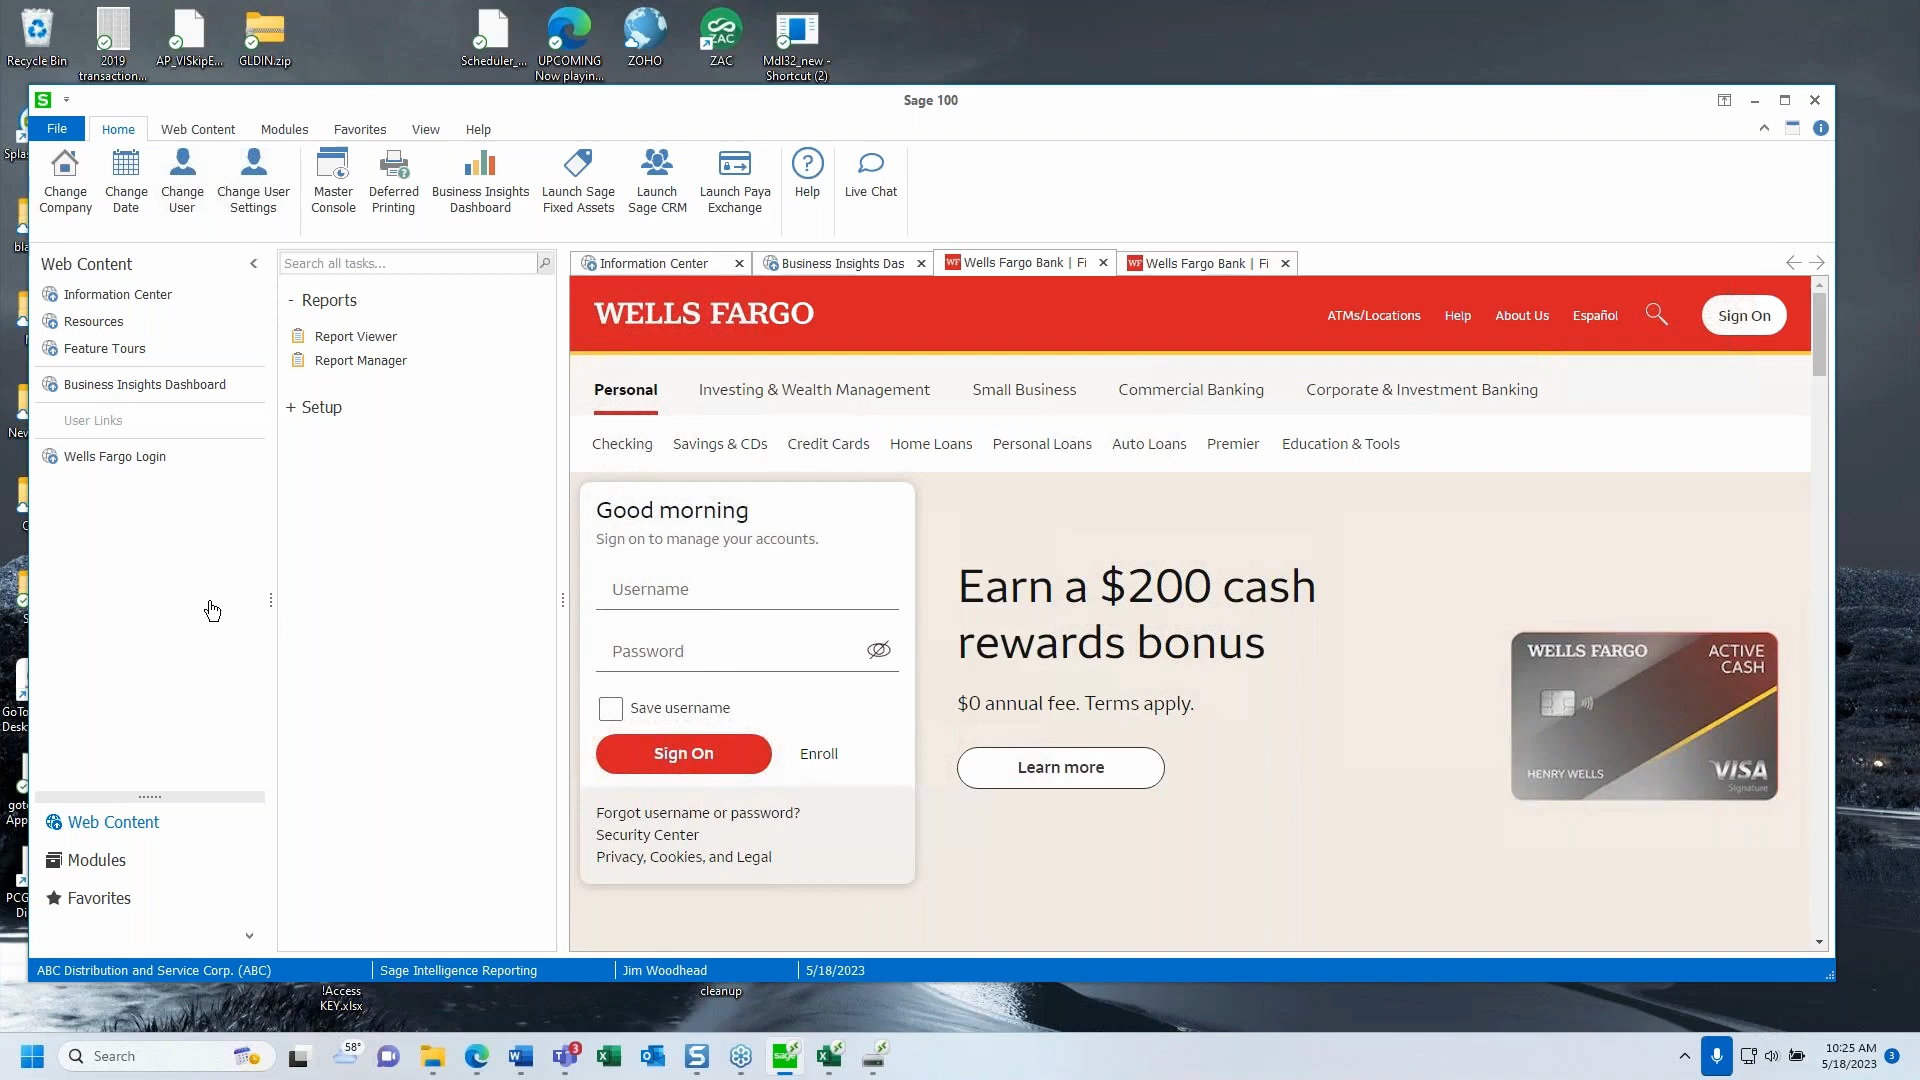 Recycle Bin
2019
transaction...
AP_VISkipE...
GLDIN.zip
Scheduler_...
UPCOMING
Now playin...
ZOHO
ZAC
ZAC
Mdl32_new -
Shortcut (2)
S
Sage 100
File
Home
Web Content
Modules
Favorites
View
Help
Change
Company
Change
Date
Change
User
Change User
Settings
Master
Console
Deferred
Printing
Business Insights
Dashboard
Launch Sage
Fixed Assets
Launch
Sage CRM
Launch Paya
Exchange
Help
Live Chat
Web Content
Information Center
Resources
Feature Tours
Business Insights Dashboard
User Links
Wells Fargo Login
Web Content
Modules
Favorites
Search all tasks...
- Reports
Report Viewer
Report Manager
+ Setup
Information Center
Business Insights Das
WF Wells Fargo Bank | Fi
WF Wells Fargo Bank | Fi
WELLS FARGO
ATMs/Locations
Help
About Us
Español
Sign On
Personal
Investing & Wealth Management
Small Business
Commercial Banking
Corporate & Investment Banking
Checking
Savings & CDs
Credit Cards
Home Loans
Personal Loans
Auto Loans
Premier
Education & Tools
Good morning
Sign on to manage your accounts.
Username
Password
Save username
Sign On
Enroll
Forgot username or password?
Security Center
Privacy, Cookies, and Legal
Earn a $200 cash
rewards bonus
$0 annual fee. Terms apply.
Learn more
WELLS FARGO
ACTIVE
CASH
HENRY WELLS
VISA
Signature
ABC Distribution and Service Corp. (ABC)
Sage Intelligence Reporting
Jim Woodhead
5/18/2023
!Access
KEY.xlsx
cleanup
Search
58°
3
sage
10:25 AM
5/18/2023
3